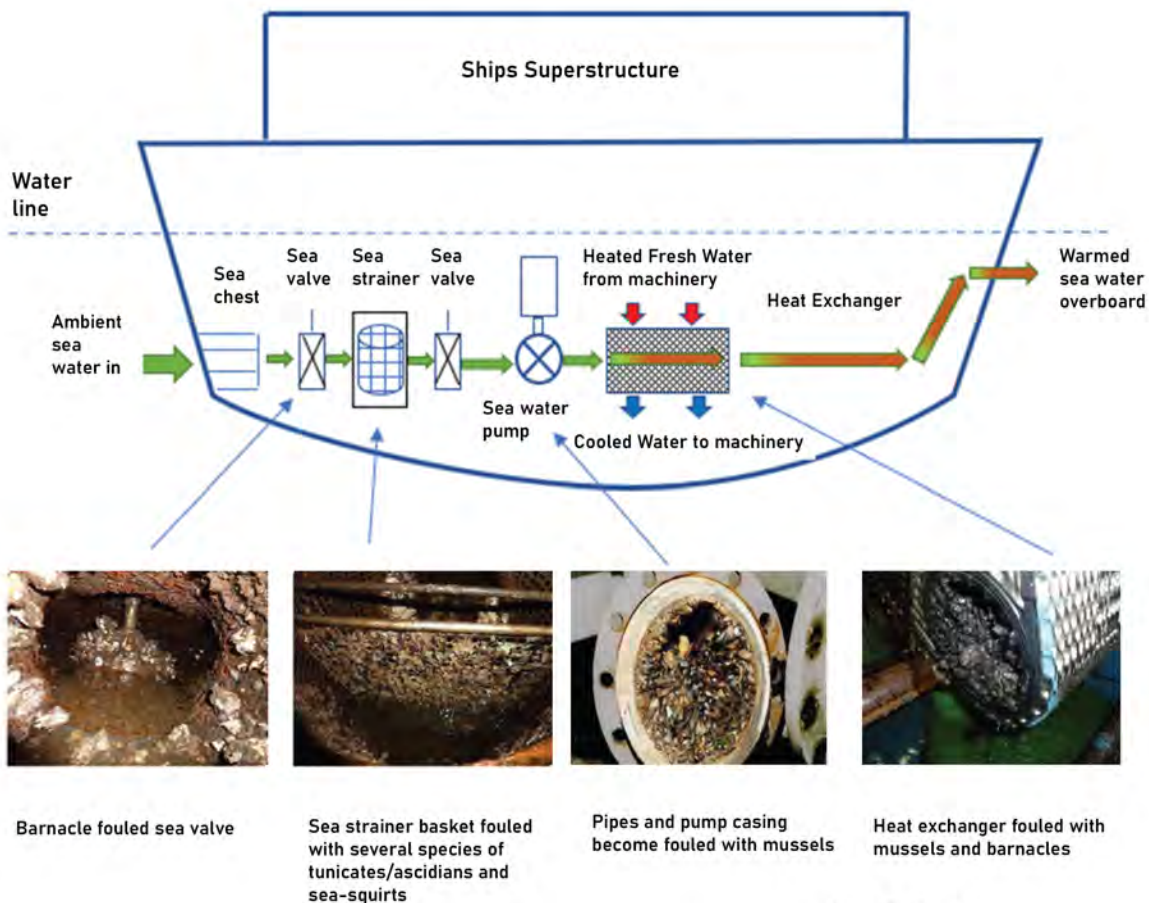 Ships Superstructure
Water
line
Sea
chest
Sea
valve
Sea
strainer
Sea
valve
Heated Fresh Water
from machinery
Heat Exchanger
Warmed
sea water
overboard
Ambient
sea
water in
Sea water
pump
Cooled Water to machinery
Barnacle fouled sea valve
Sea strainer basket fouled
with several species of
tunicates/ascidians and
sea-squirts
Pipes and pump casing
become fouled with mussels
Heat exchanger fouled with
mussels and barnacles